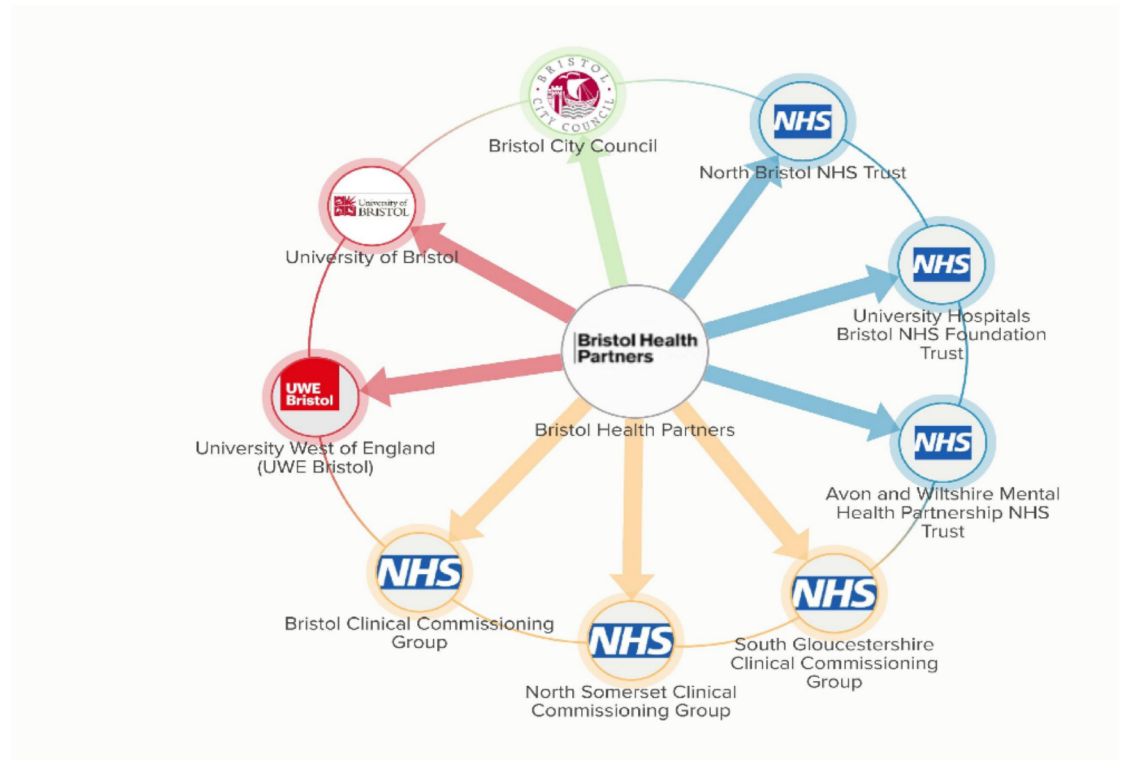 BRISTOL
CITY COUNCIL
Bristol City Council
NHS
North Bristol NHS Trust
University of
BRISTOL
University of Bristol
NHS
University Hospitals
Bristol NHS Foundation
Trust
Bristol Health
Partners
Bristol Health Partners
UWE
Bristol
University West of England
(UWE Bristol)
NHS
Avon and Wiltshire Mental
Health Partnership NHS
Trust
NHS
Bristol Clinical Commissioning
Group
NHS
North Somerset Clinical
Commissioning Group
NHS
South Gloucestershire
Clinical Commissioning
Group